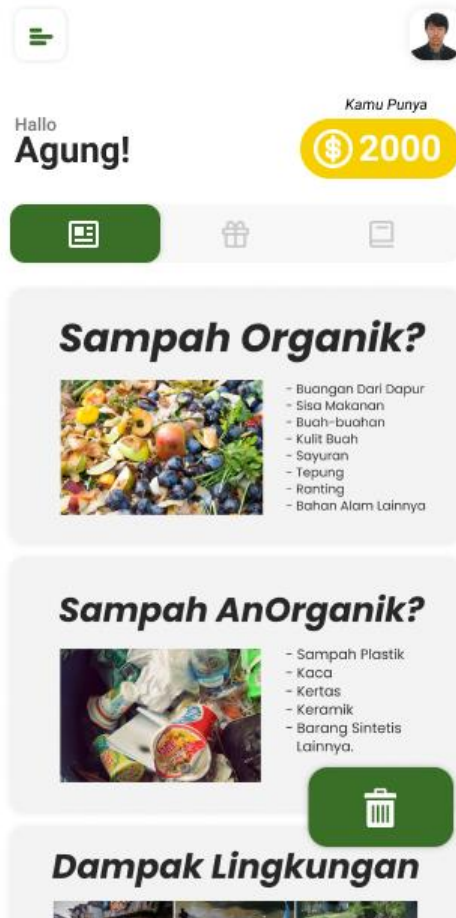 Kamu Punya
Hallo
Agung!
2000
Sampah Organik?
- Buangan Dari Dapur
- Sisa Makanan
- Buah-buahan
- Kulit Buah
- Sayuran
- Tepung
- Ranting
- Bahan Alam Lainnya
Sampah AnOrganik?
- Sampah Plastik
- Kaca
- Kertas
- Keramik
- Barang Sintetis
Lainnya.
Dampak Lingkungan